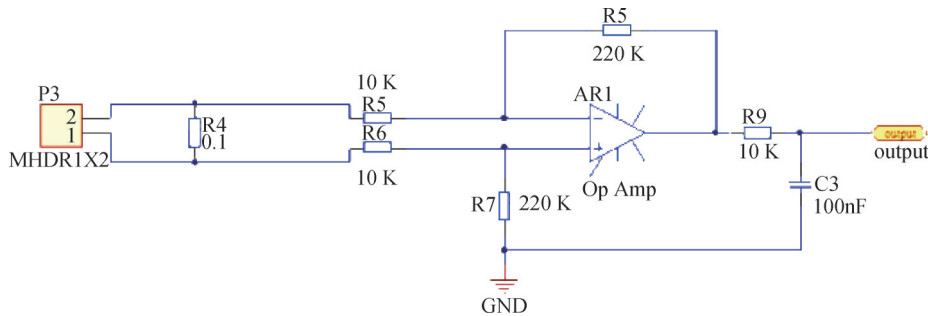 R5
220 K
10 K
P3
AR1
R5
R9
2
R4
1
0.1
R6
−
+
10 K
output
MHDR1X2
output
10 K
Op Amp
C3
R7
220 K
100nF
GND